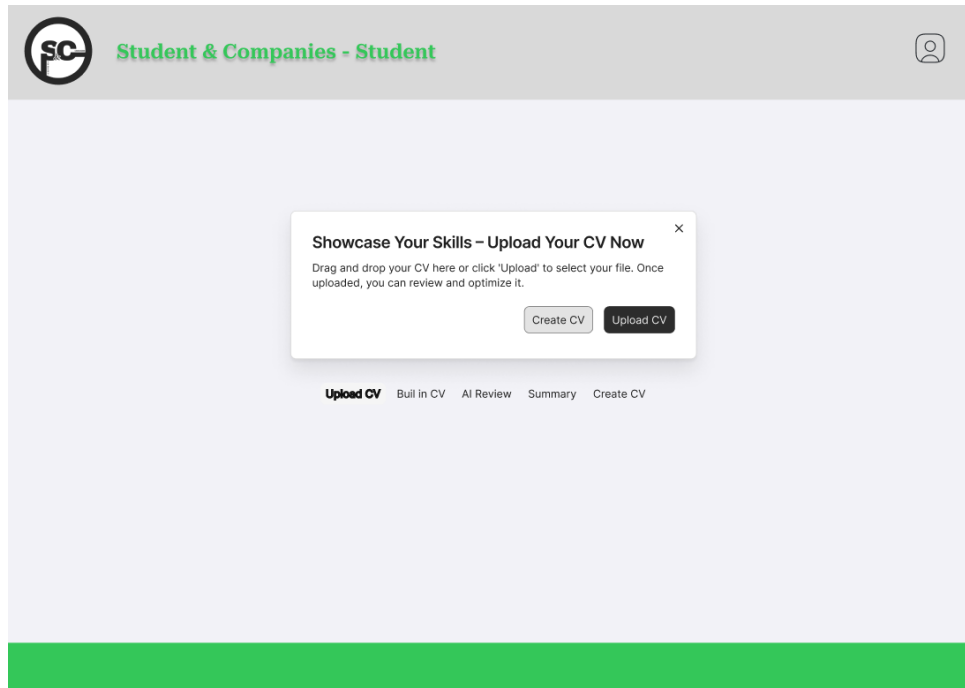 SC
P
Student & Companies - Student
Showcase Your Skills – Upload Your CV Now
Drag and drop your CV here or click 'Upload' to select your file. Once
uploaded, you can review and optimize it.
Create CV Upload CV
Upload CV Buil in CV AI Review Summary Create CV